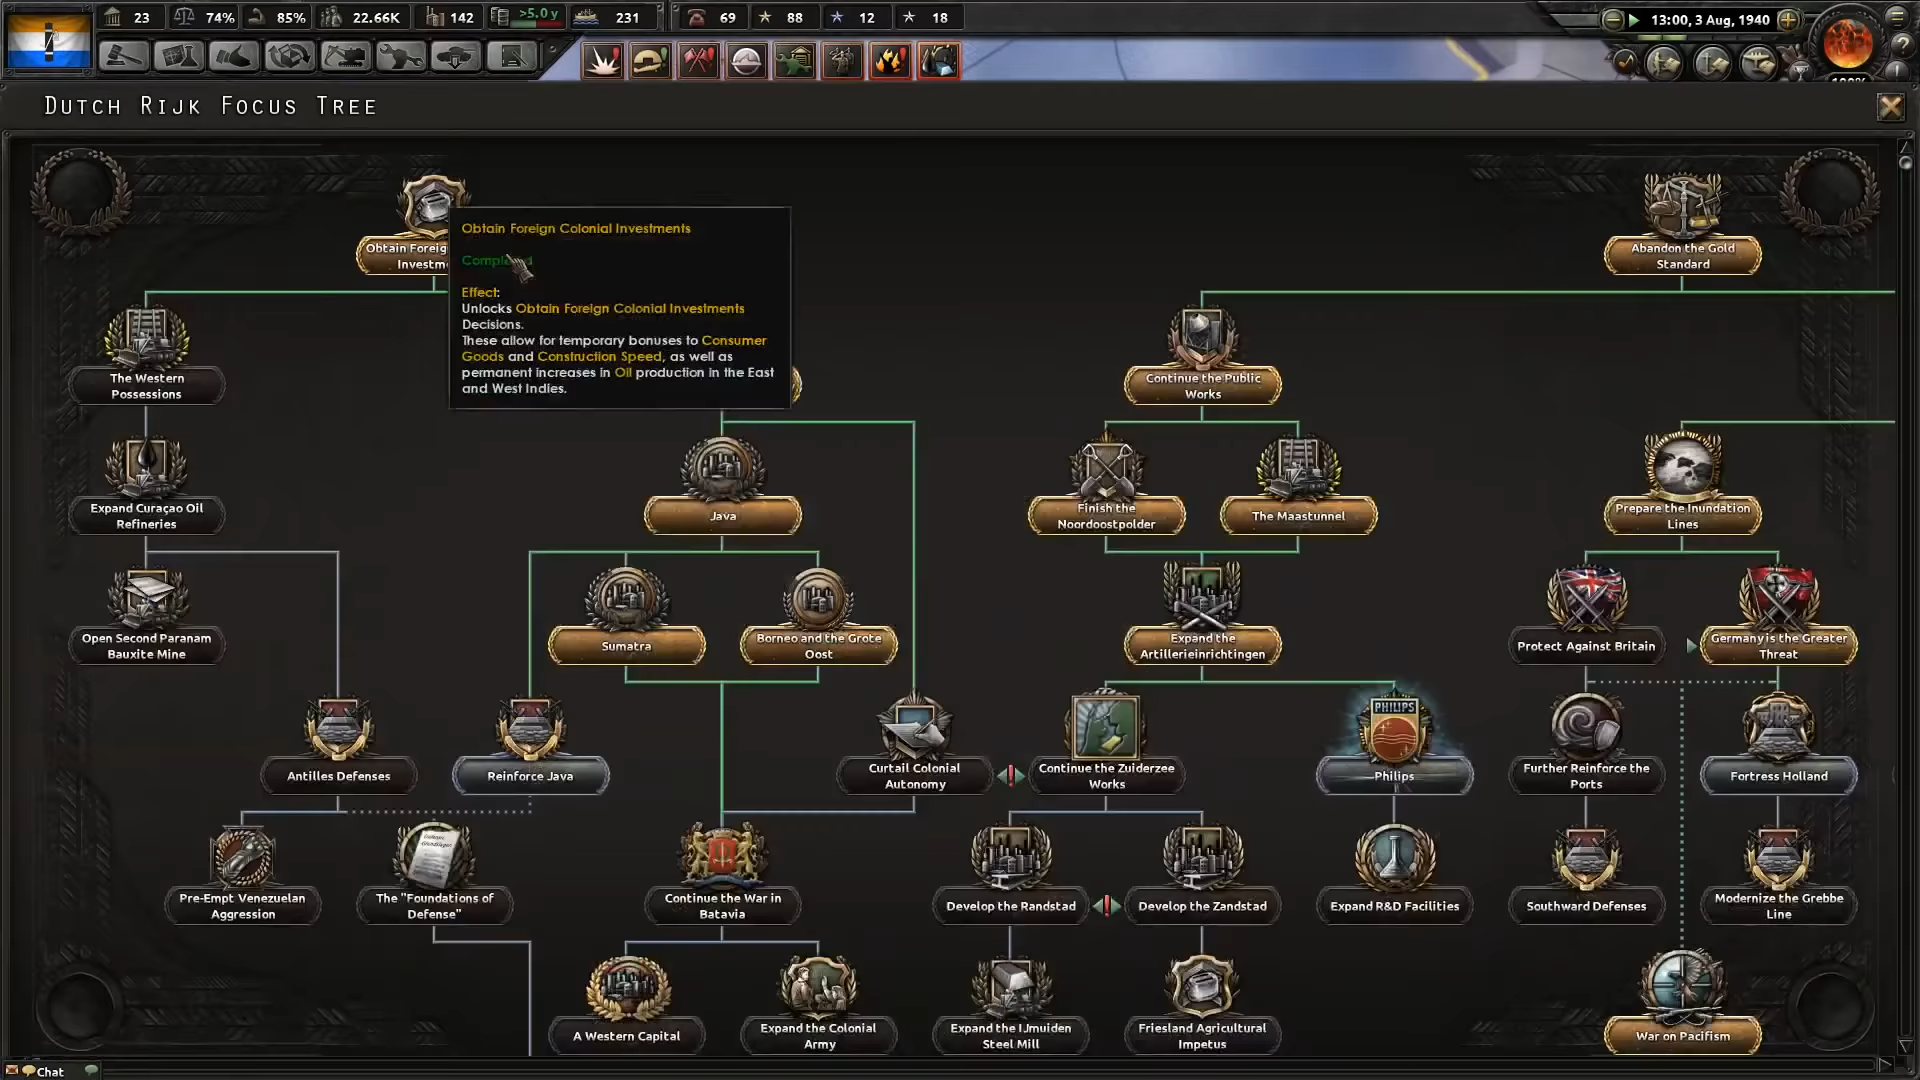 23
74%
85%
22.66K
142
>5.0 y
231
69
88
12
18
13:00, 3 Aug, 1940
DUTCH RIJK FOCUS TREE
Obtain Foreign Colonial Investments
Effect:
Unlocks Obtain Foreign Colonial Investments
Decisions.
These allow for temporary bonuses to Consumer
Goods and Construction Speed, as well as
permanent increases in Oil production in the East
and West Indies.
Abandon the Gold
Standard
The Western
Possessions
Continue the Public
Works
Expand Curaçao Oil
Refineries
Java
Finish the
Noordoostpolder
The Maastunnel
Prepare the Inundation
Lines
Open Second Paranam
Bauxite Mine
Sumatra
Borneo and the Grote
Oost
Expand the
Artillerieinrichtingen
Protect Against Britain
Germany is the Greater
Threat
Antilles Defenses
Reinforce Java
Curtail Colonial
Autonomy
Continue the Zuiderzee
Works
PHILIPS
Philips
Further Reinforce the
Ports
Fortress Holland
Pre-Empt Venezuelan
Aggression
The "Foundations of
Defense"
Continue the War in
Batavia
Develop the Randstad
Develop the Zandstad
Expand R&D Facilities
Southward Defenses
Modernize the Grebbe
Line
A Western Capital
Expand the Colonial
Army
Expand the IJmuiden
Steel Mill
Friesland Agricultural
Impetus
War on Pacifism
Chat